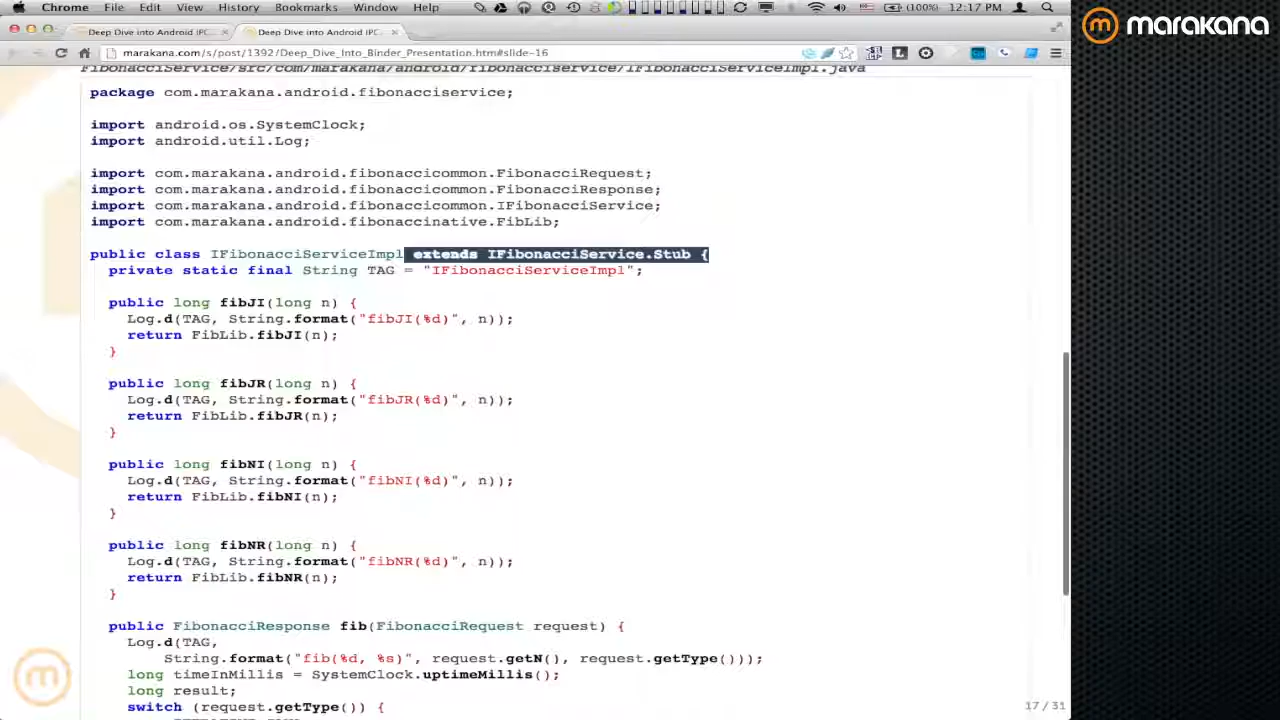 Chrome File Edit View History Bookmarks Window Help (100%) 12:17 PM
marakana
Deep Dive into Android IPC Deep Dive into Android IPC
marakana.com/s/post/1392/Deep_Dive_Into_Binder_Presentation.htm#slide-16
FibonacciService/src/com/marakana/android/fibonacciservice/IFibonacciServiceImpl.java
package com.marakana.android.fibonacciservice;
import android.os.SystemClock;
import android.util.Log;
import com.marakana.android.fibonaccicommon.FibonacciRequest;
import com.marakana.android.fibonaccicommon.FibonacciResponse;
import com.marakana.android.fibonaccicommon.IFibonacciService;
import com.marakana.android.fibonaccinative.FibLib;
public class IFibonacciServiceImpl extends IFibonacciService.Stub {
private static final String TAG = "IFibonacciServiceImpl";
public long fibJI(long n) {
Log.d(TAG, String.format("fibJI(%d)", n));
return FibLib.fibJI(n);
}
public long fibJR(long n) {
Log.d(TAG, String.format("fibJR(%d)", n));
return FibLib.fibJR(n);
}
public long fibNI(long n) {
Log.d(TAG, String.format("fibNI(%d)", n));
return FibLib.fibNI(n);
}
public long fibNR(long n) {
Log.d(TAG, String.format("fibNR(%d)", n));
return FibLib.fibNR(n);
}
public FibonacciResponse fib(FibonacciRequest request) {
Log.d(TAG,
String.format("fib(%d, %s)", request.getN(), request.getType()));
long timeInMillis = SystemClock.uptimeMillis();
long result;
17 / 31
switch (request.getType()) {